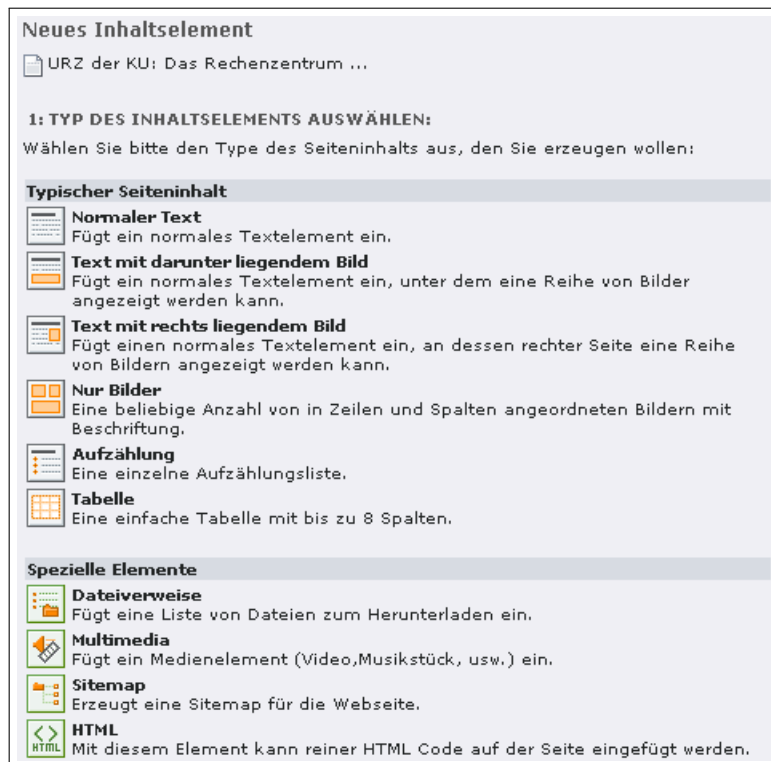 Neues Inhaltselement
URZ der KU: Das Rechenzentrum ...
1: TYP DES INHALTSELEMENTS AUSWÄHLEN:
Wählen Sie bitte den Type des Seiteninhalts aus, den Sie erzeugen wollen:
Typischer Seiteninhalt
Normaler Text
Fügt ein normales Textelement ein.
Text mit darunter liegendem Bild
Fügt ein normales Textelement ein, unter dem eine Reihe von Bilder
angezeigt werden kann.
Text mit rechts liegendem Bild
Fügt einen normales Textelement ein, an dessen rechter Seite eine Reihe
von Bildern angezeigt werden kann.
Nur Bilder
Eine beliebige Anzahl von in Zeilen und Spalten angeordneten Bildern mit
Beschriftung.
Aufzählung
Eine einzelne Aufzählungsliste.
Tabelle
Eine einfache Tabelle mit bis zu 8 Spalten.
Spezielle Elemente
Dateiverweise
Fügt eine Liste von Dateien zum Herunterladen ein.
Multimedia
Fügt ein Medienelement (Video,Musikstück, usw.) ein.
Sitemap
Erzeugt eine Sitemap für die Webseite.
HTML
HTML
Mit diesem Element kann reiner HTML Code auf der Seite eingefügt werden.